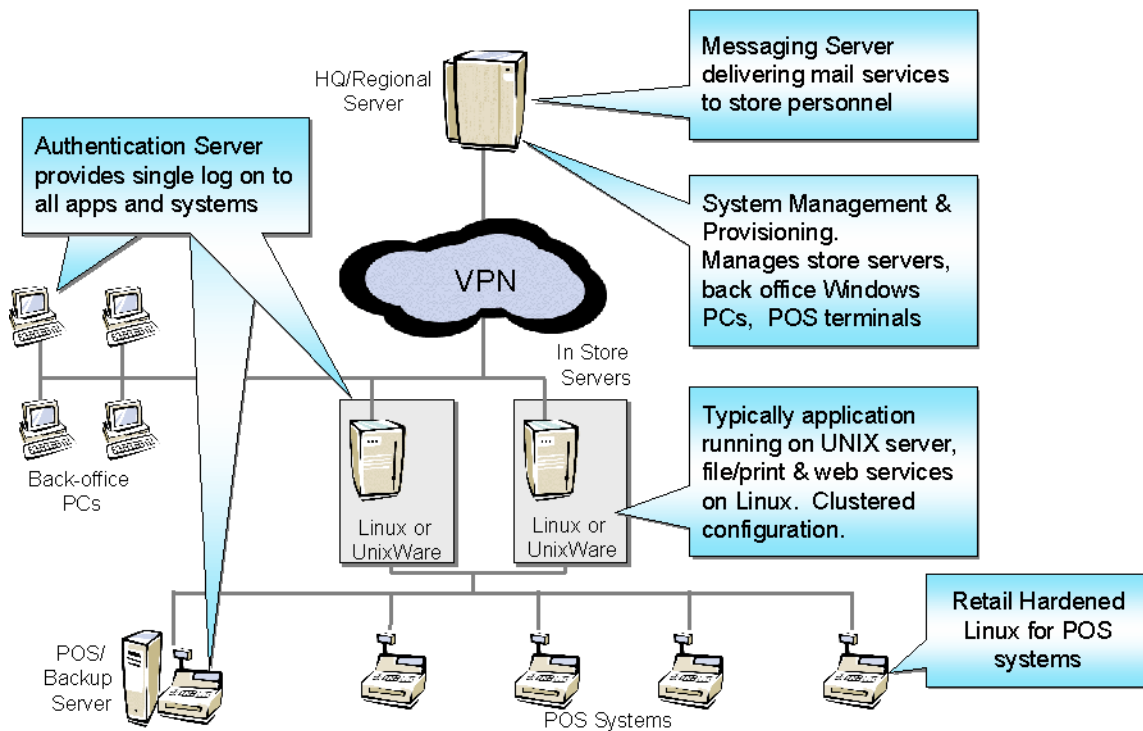 Messaging Server
delivering mail services
to store personnel
HQ/Regional
Server
Authentication Server
provides single log on to
all apps and systems
System Management &
Provisioning.
Manages store servers,
back office Windows
PCs, POS terminals
VPN
In Store
Servers
Typically application
running on UNIX server,
file/print & web services
on Linux. Clustered
configuration.
Back-office
PCs
Linux or
UnixWare
Linux or
UnixWare
Retail Hardened
Linux for POS
systems
POS/
Backup
Server
POS Systems